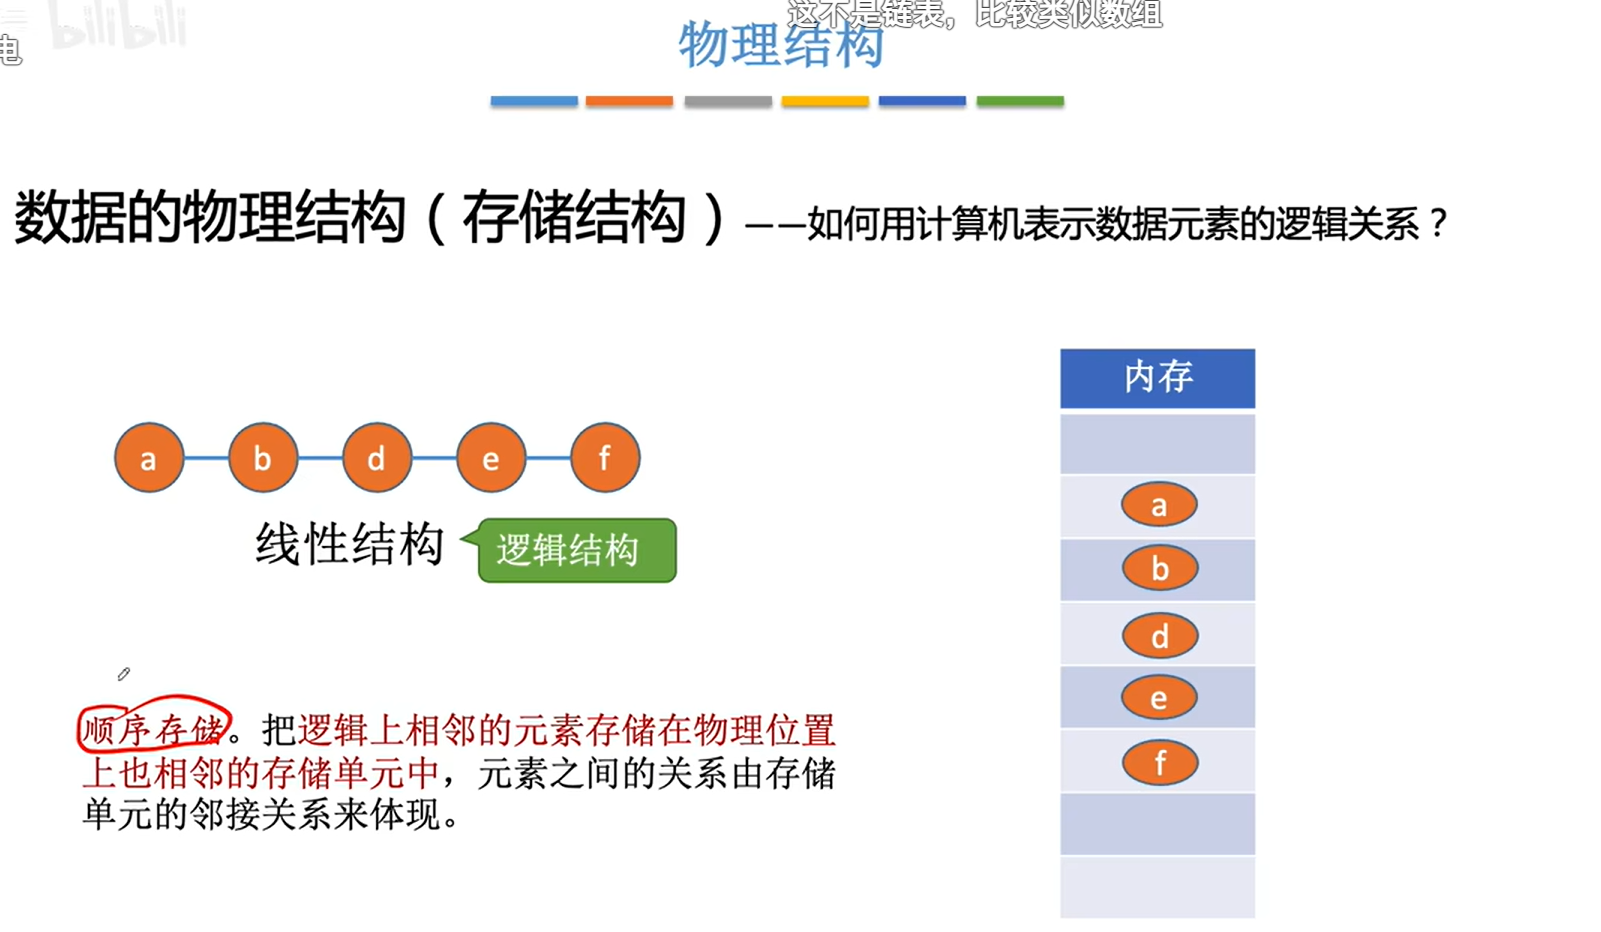 这不是链表，比较类似数组
电
bilibili
物理结构
数据的物理结构（存储结构）——如何用计算机表示数据元素的逻辑关系？
内存
a b d e f
线性结构
逻辑结构
a
b
d
e
f
顺序存储。把逻辑上相邻的元素存储在物理位置
上也相邻的存储单元中，元素之间的关系由存储
单元的邻接关系来体现。